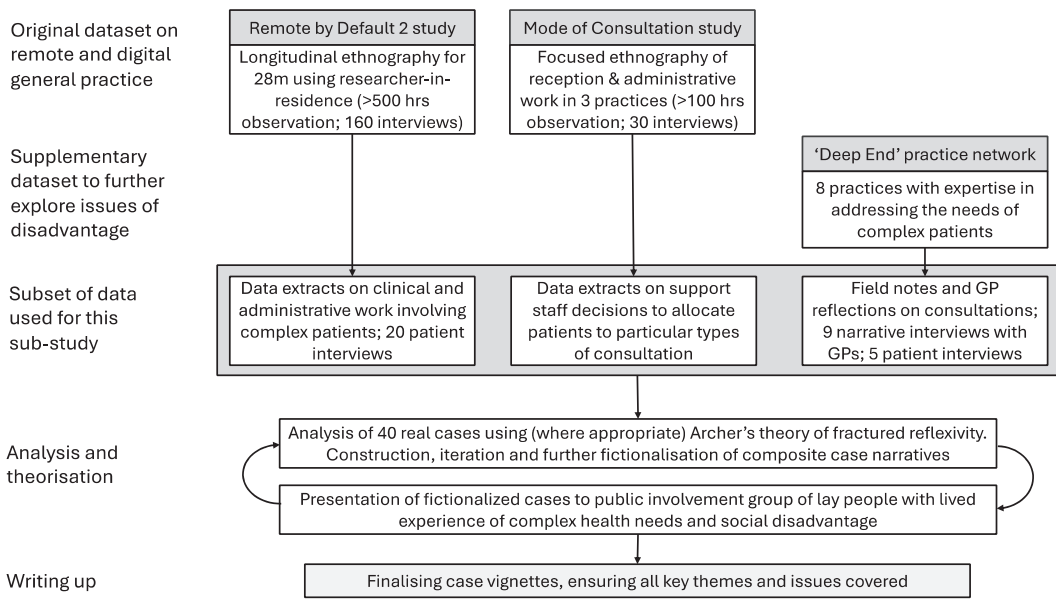 Original dataset on
remote and digital
general practice
Remote by Default 2 study
Longitudinal ethnography for
28m using researcher-in-
residence (>500 hrs
observation; 160 interviews)
Mode of Consultation study
Focused ethnography of
reception & administrative
work in 3 practices (>100 hrs
observation; 30 interviews)
Supplementary
dataset to further
explore issues of
disadvantage
‘Deep End’ practice network
8 practices with expertise in
addressing the needs of
complex patients
Subset of data
used for this
sub-study
Data extracts on clinical and
administrative work involving
complex patients; 20 patient
interviews
Data extracts on support
staff decisions to allocate
patients to particular types
of consultation
Field notes and GP
reflections on consultations;
9 narrative interviews with
GPs; 5 patient interviews
Analysis and
theorisation
Analysis of 40 real cases using (where appropriate) Archer’s theory of fractured reflexivity.
Construction, iteration and further fictionalisation of composite case narratives
Presentation of fictionalized cases to public involvement group of lay people with lived
experience of complex health needs and social disadvantage
Writing up
Finalising case vignettes, ensuring all key themes and issues covered